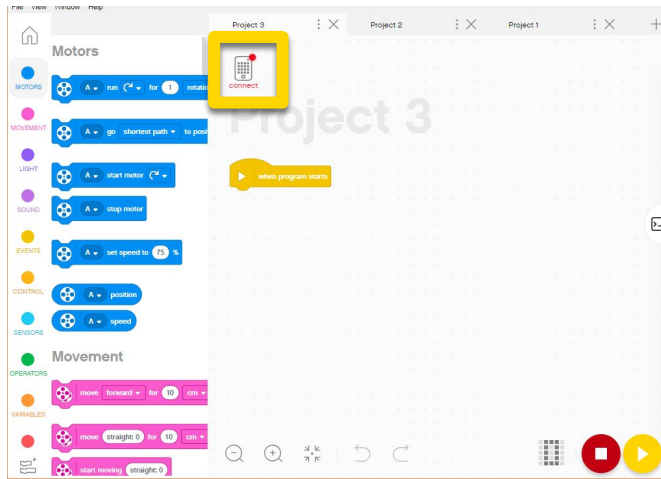 File View Window Help
Project 3
Project 2
Project 1
MOTORS
MOVEMENT
LIGHT
SOUND
EVENTS
CONTROL
SENSORS
OPERATORS
VARIABLES
Motors
A run for 1 rotatio
A go shortest path to posi
A start motor
A stop motor
A set speed to 75 %
A position
A speed
Movement
move forward for 10 cm
move straight: 0 for 10 cm
start moving straight: 0
connect
Project 3
when program starts